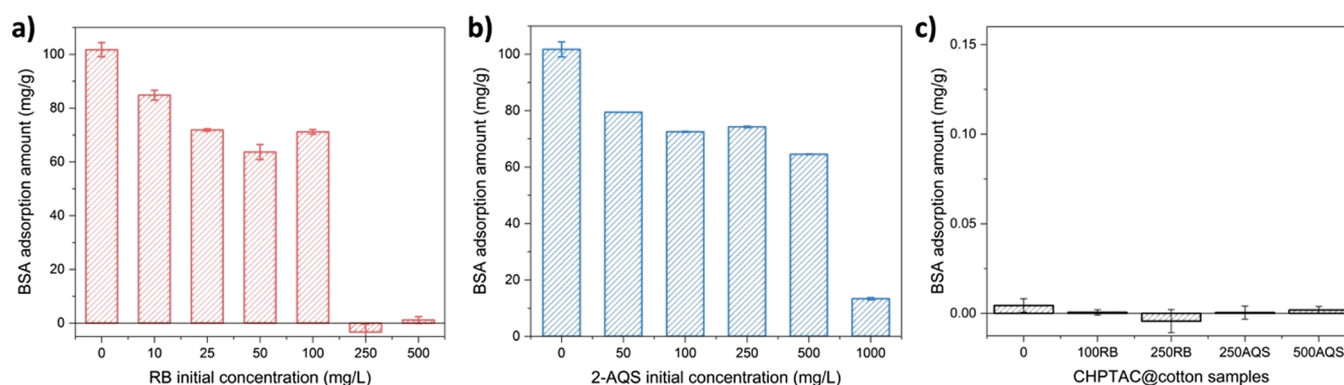 a)
BSA adsorption amount (mg/g)
100
80
60
40
20
0
0 10 25 50 100 250 500
RB initial concentration (mg/L)
b)
BSA adsorption amount (mg/g)
100
80
60
40
20
0
0 50 100 250 500 1000
2-AQS initial concentration (mg/L)
c)
BSA adsorption amount (mg/g)
0.15
0.10
0.05
0.00
0 100RB 250RB 250AQS 500AQS
CHPTAC@cotton samples